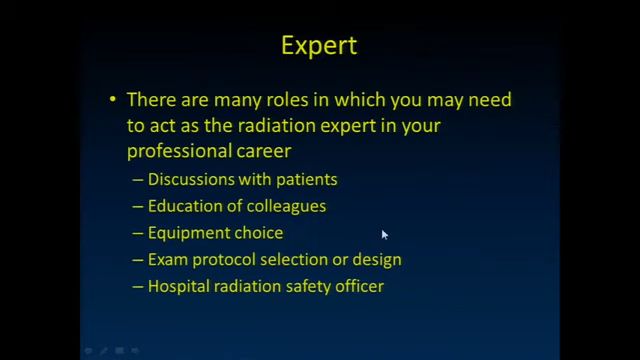 Expert
• There are many roles in which you may need
to act as the radiation expert in your
professional career
– Discussions with patients
– Education of colleagues
– Equipment choice
– Exam protocol selection or design
– Hospital radiation safety officer